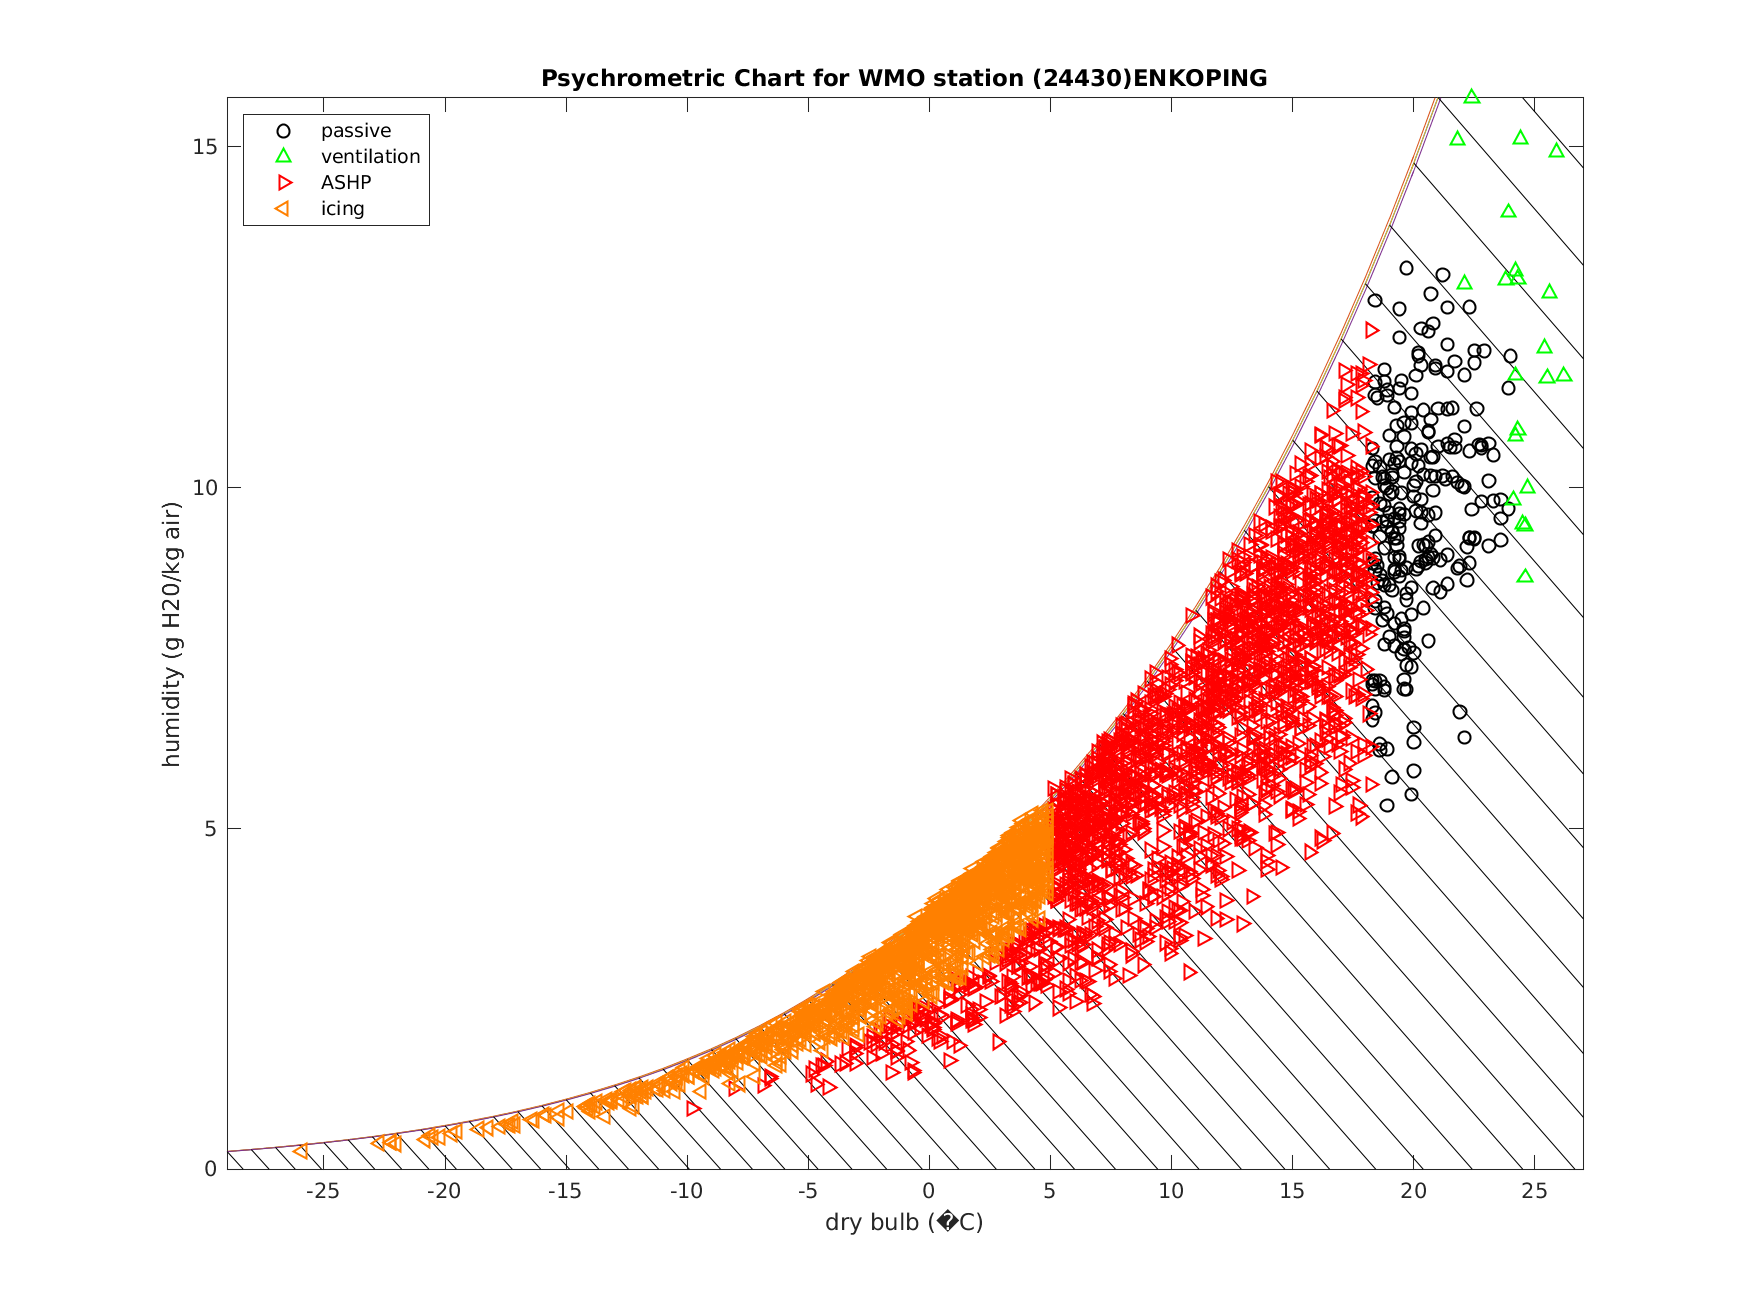 Psychrometric Chart for WMO station (24430)ENKOPING
passive
ventilation
ASHP
icing
15
10
5
0
humidity (g H20/kg air)
-25 -20 -15 -10 -5 0 5 10 15 20 25
dry bulb (�C)